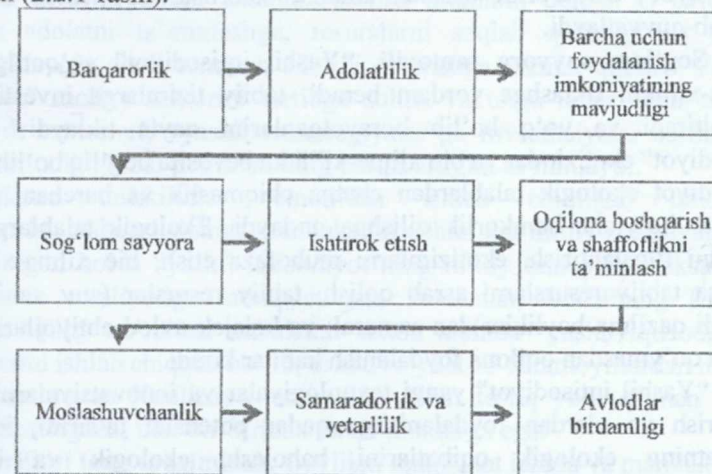 Barqarorlik
Adolatlilik
Barcha uchun
foydalanish
imkoniyatning
mavjudligi
Sog‘lom sayyora
Ishtirok etish
Oqilona boshqarish
va shaffoflikni
ta’minlash
Moslashuvchanlik
Samaradorlik va
yetarlilik
Avlodlar
birdamligi